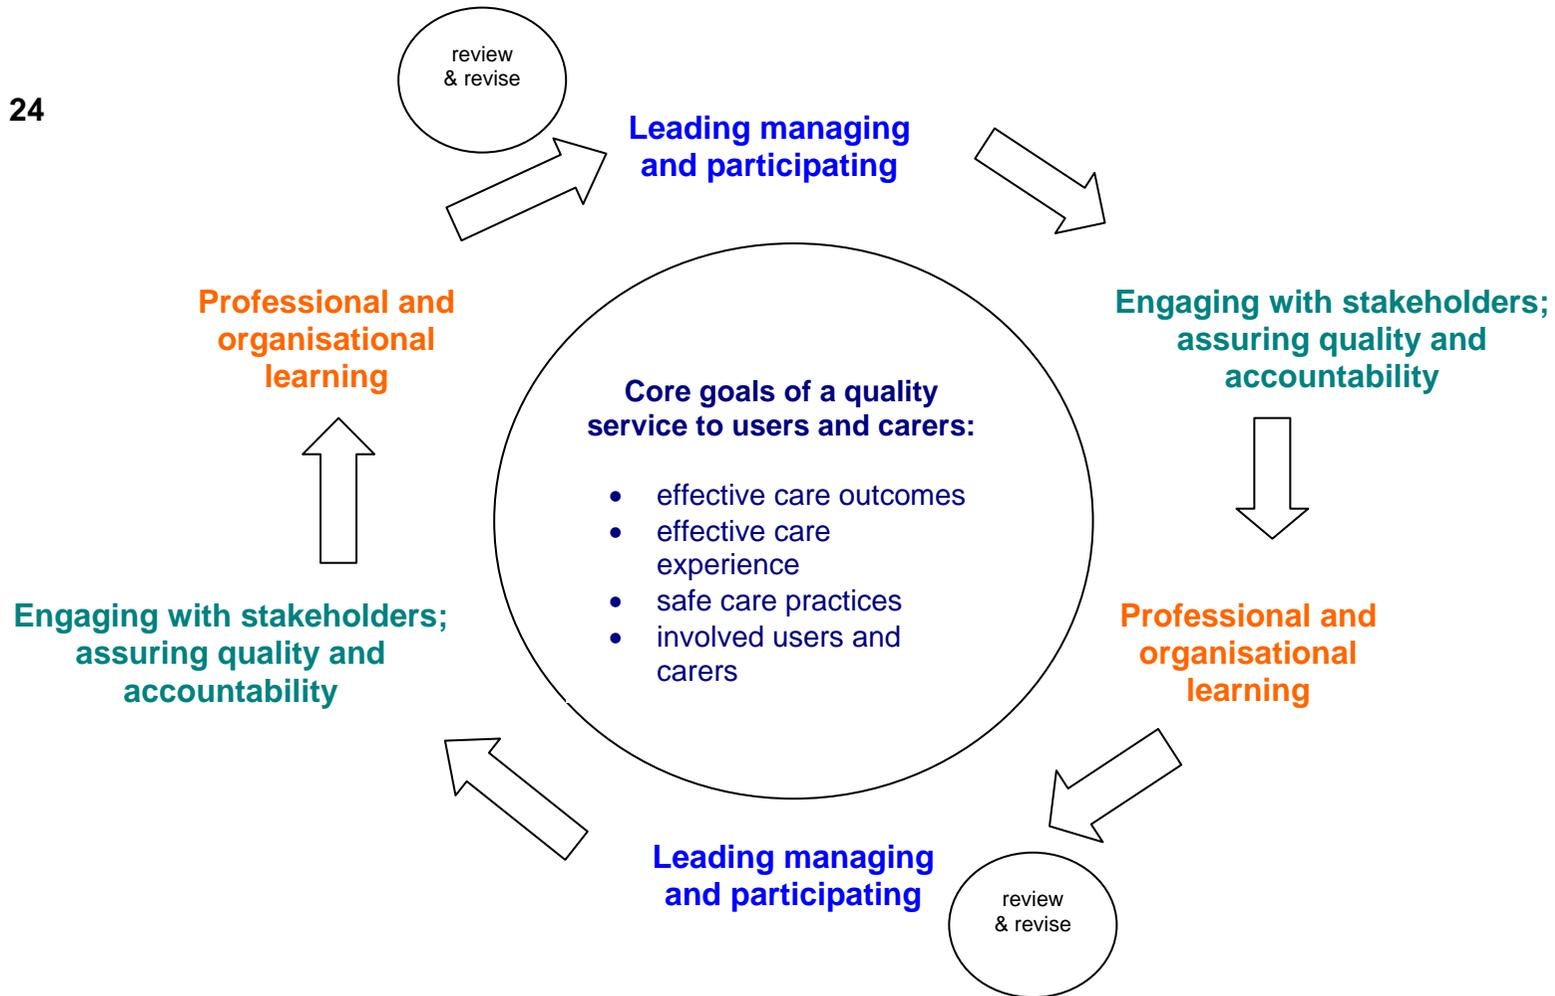 review
& revise
24
Leading managing
and participating
Engaging with stakeholders;
assuring quality and
accountability
Professional and
organisational
learning
Core goals of a quality
service to users and carers:
• effective care outcomes
• effective care
experience
• safe care practices
• involved users and
carers
Engaging with stakeholders;
assuring quality and
accountability
Professional and
organisational
learning
Leading managing
and participating
review
& revise